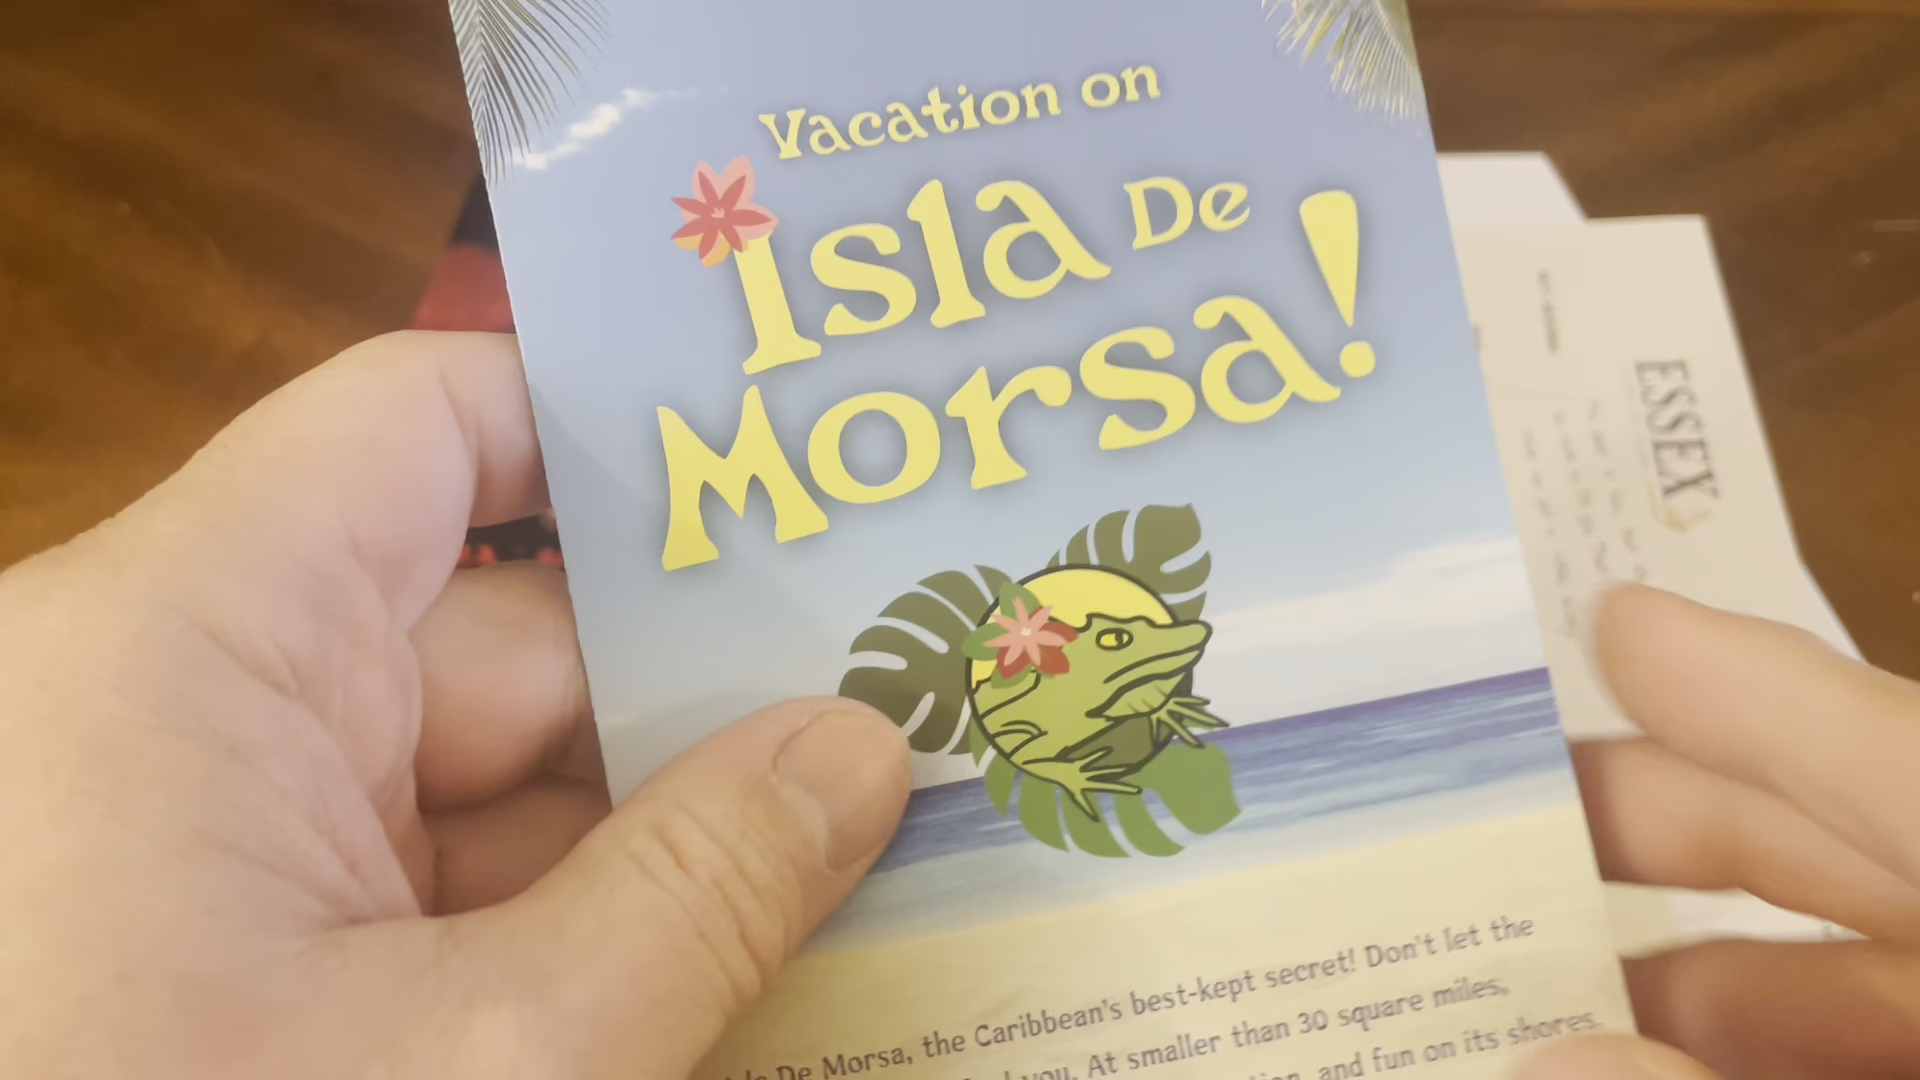 Vacation on
Isla De
Morsa!
De Morsa, the Caribbean's best-kept secret! Don't let the
you. At smaller than 30 square miles,
and fun on its shores.
ESSEX